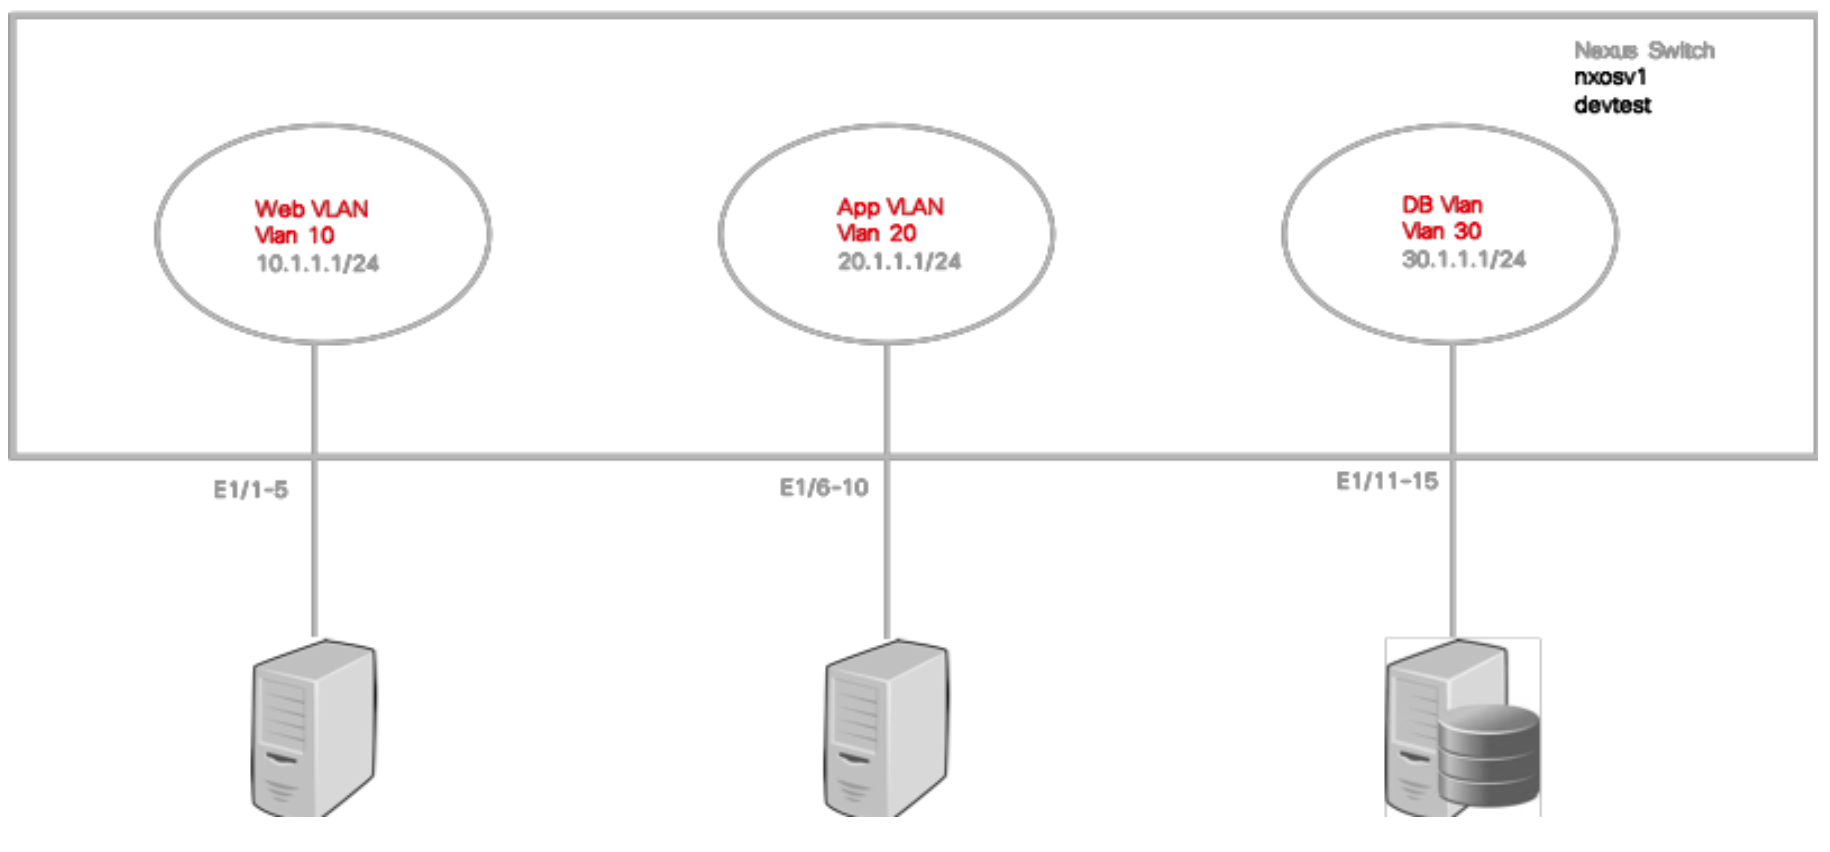 Nexus Switch
nxosv1
devtest
Web VLAN
Vlan 10
10.1.1.1/24
App VLAN
Vlan 20
20.1.1.1/24
DB Vlan
Vlan 30
30.1.1.1/24
E1/1-5
E1/6-10
E1/11-15